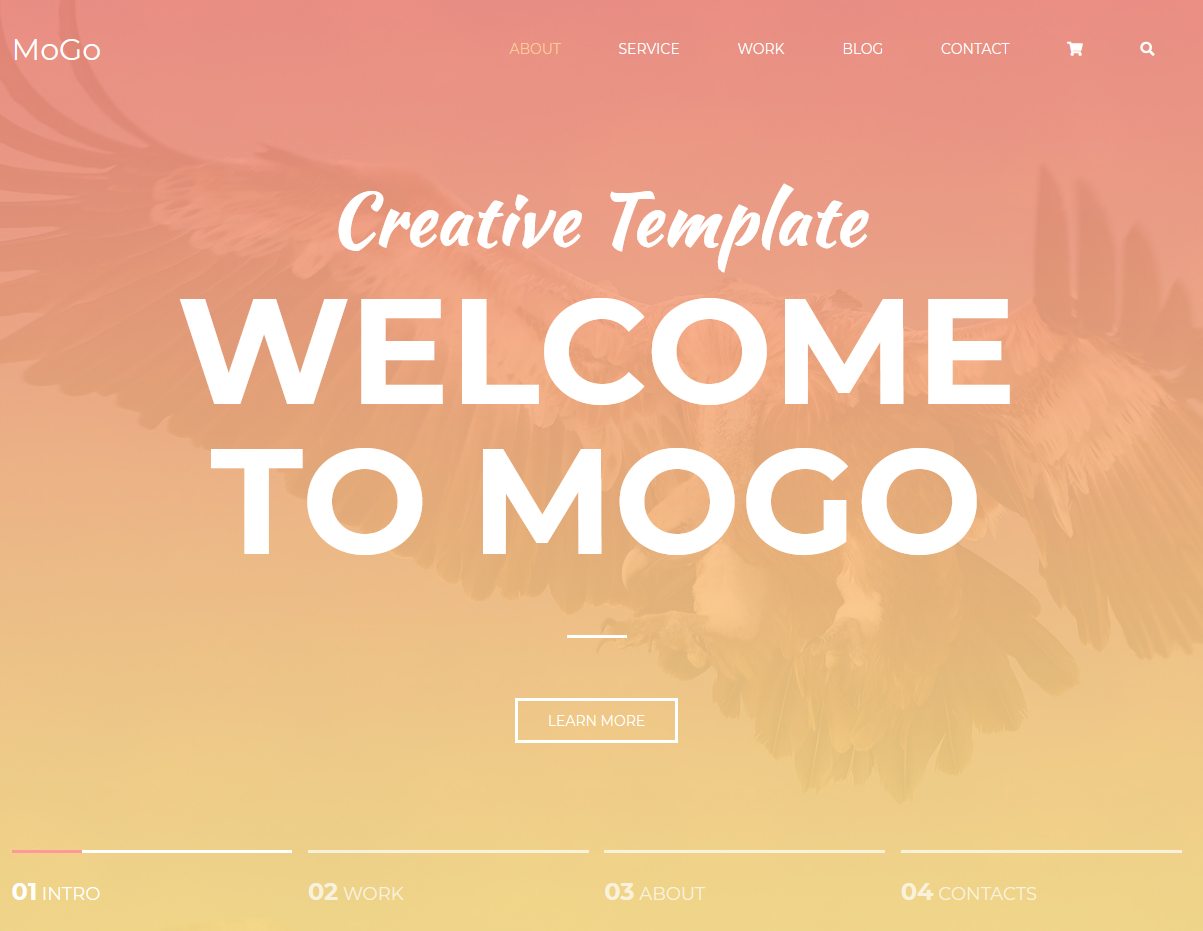 MoGo
ABOUT SERVICE WORK BLOG CONTACT
Creative Template
WELCOME
TO MOGO
LEARN MORE
01 INTRO 02 WORK 03 ABOUT 04 CONTACTS